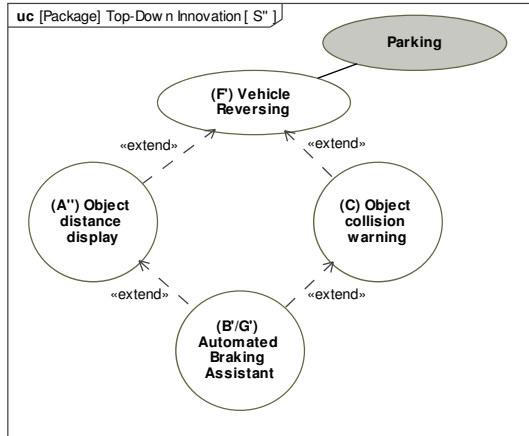 uc [Package] Top-Down Innovation [ S" ]
Parking
(F') Vehicle
Reversing
«extend»
«extend»
(A'') Object
distance
display
(C) Object
collision
warning
«extend»
«extend»
(B'/G')
Automated
Braking
Assistant